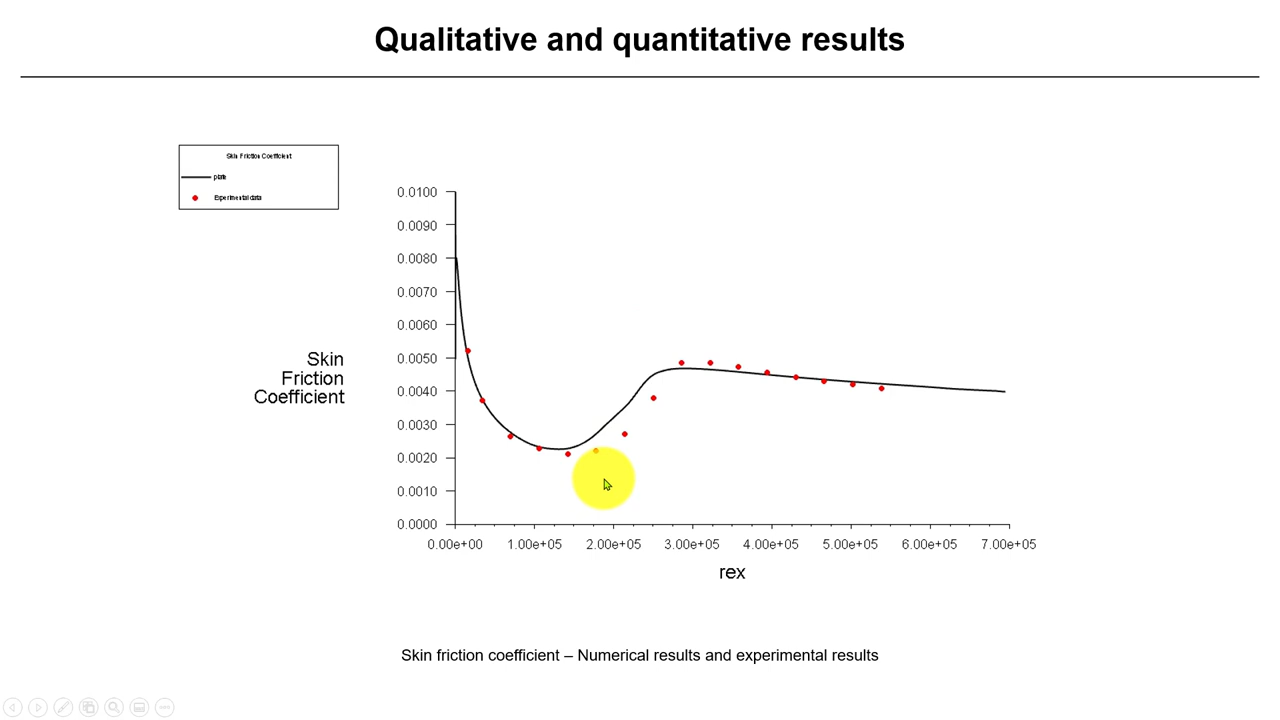 Qualitative and quantitative results
Skin Friction Coefficient
plate
Experimental data
0.0100
0.0090
0.0080
0.0070
0.0060
0.0050
0.0040
0.0030
0.0020
0.0010
0.0000
Skin
Friction
Coefficient
0.00e+00 1.00e+05 2.00e+05 3.00e+05 4.00e+05 5.00e+05 6.00e+05 7.00e+05
rex
Skin friction coefficient – Numerical results and experimental results